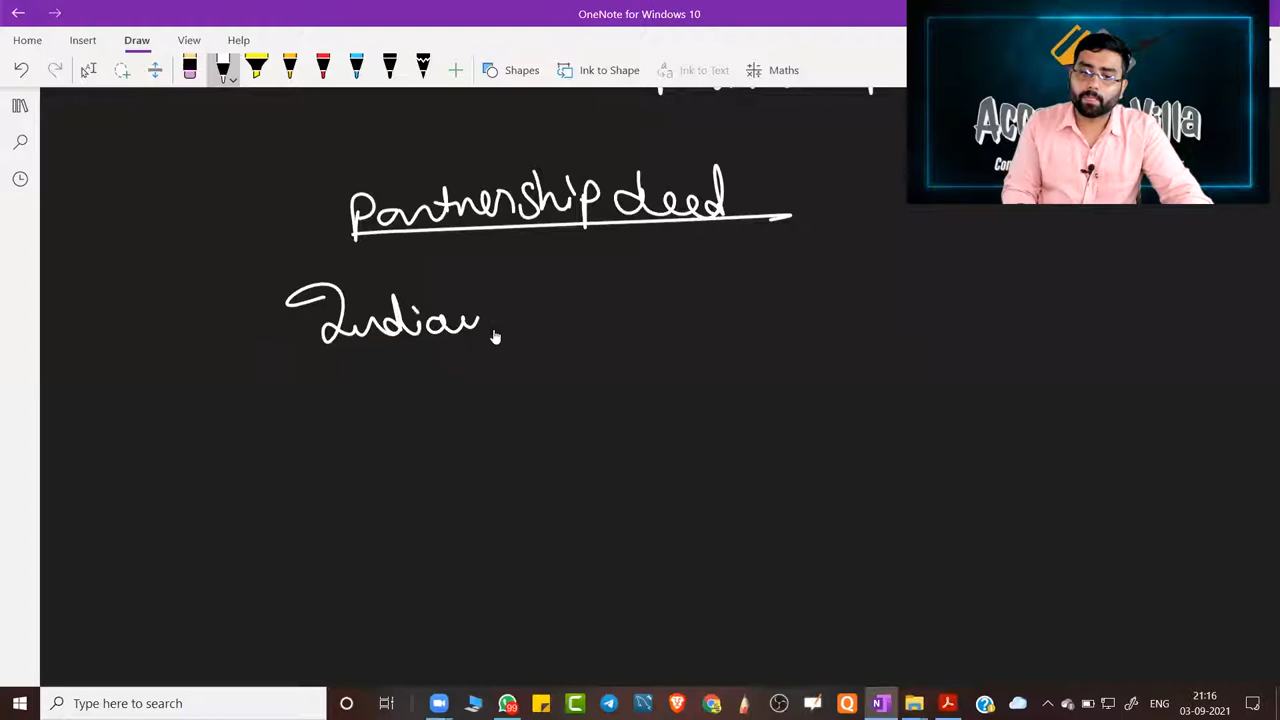 OneNote for Windows 10
Home Insert Draw View Help
Shapes Ink to Shape Ink to Text Maths
Partnership deed
Indian
Type here to search
99
ENG
21:16
03-09-2021